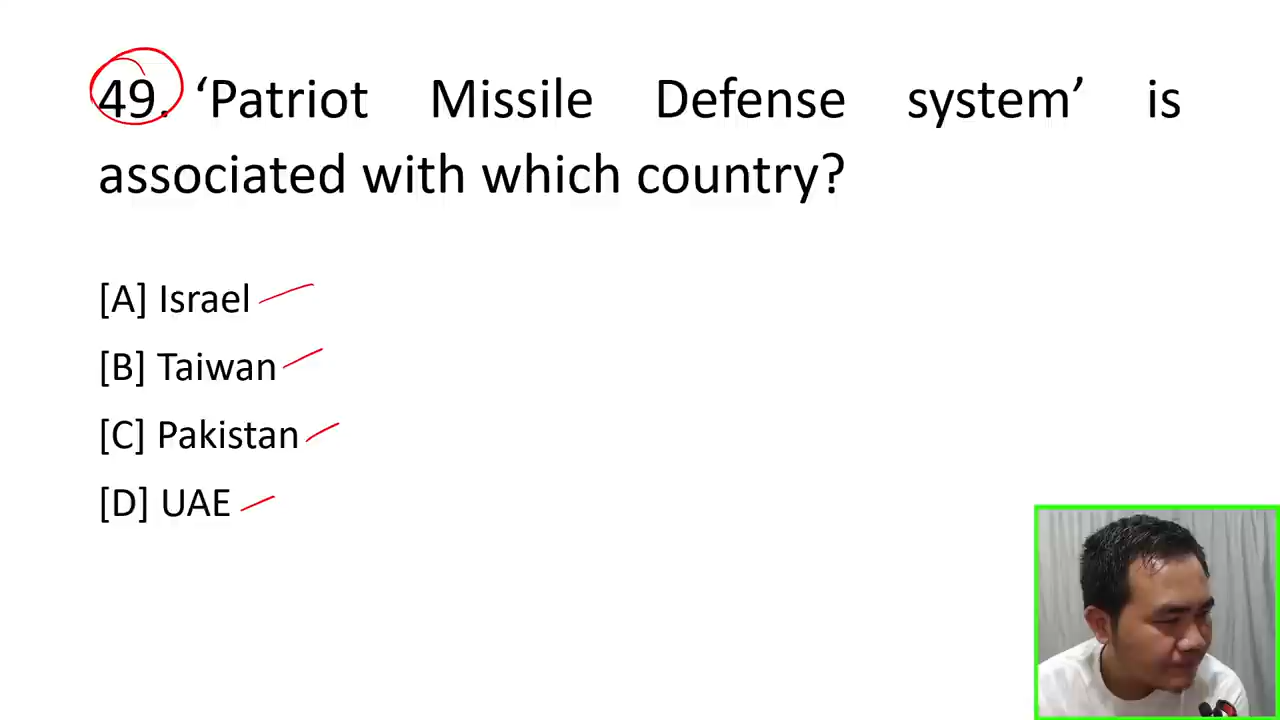 49. ‘Patriot Missile Defense system’ is
associated with which country?
[A] Israel
[B] Taiwan
[C] Pakistan
[D] UAE